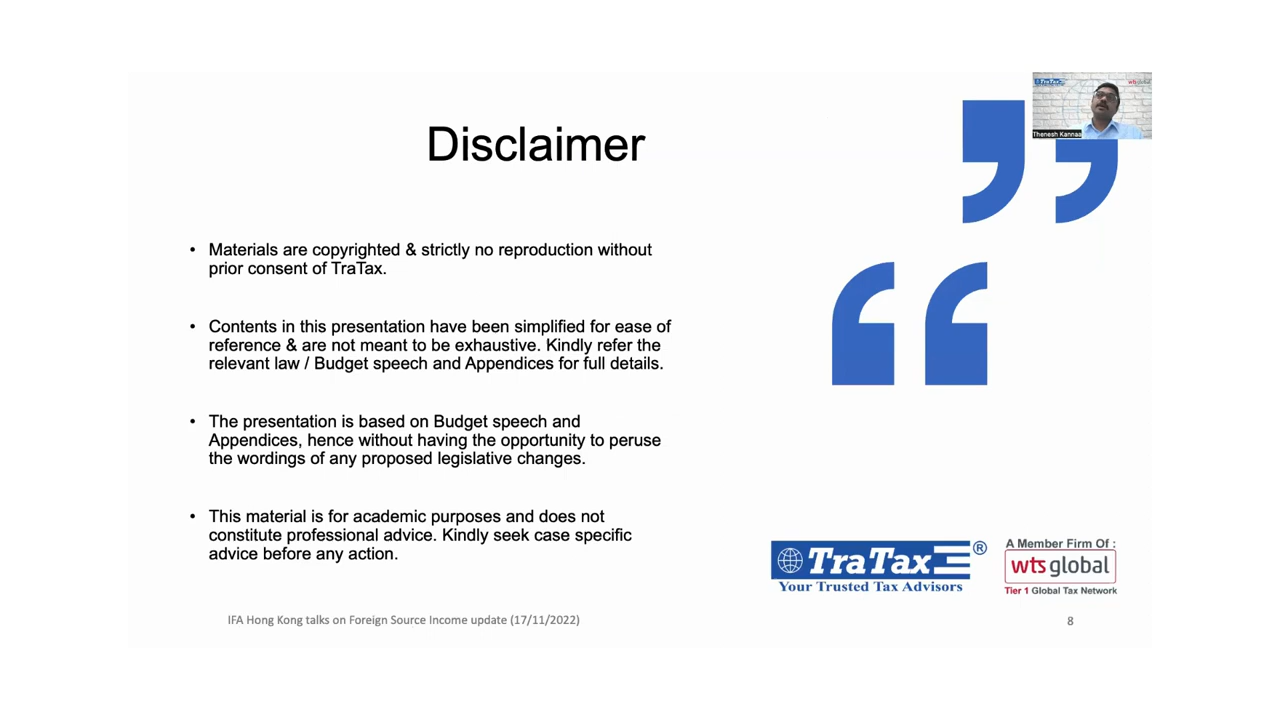 TraTax
wts global
Thenesh Kannaa
Disclaimer
• Materials are copyrighted & strictly no reproduction without
prior consent of TraTax.
• Contents in this presentation have been simplified for ease of
reference & are not meant to be exhaustive. Kindly refer the
relevant law / Budget speech and Appendices for full details.
• The presentation is based on Budget speech and
Appendices, hence without having the opportunity to peruse
the wordings of any proposed legislative changes.
• This material is for academic purposes and does not
constitute professional advice. Kindly seek case specific
advice before any action.
TraTax®
Your Trusted Tax Advisors
A Member Firm Of :
wts global
Tier 1 Global Tax Network
IFA Hong Kong talks on Foreign Source Income update (17/11/2022)
8